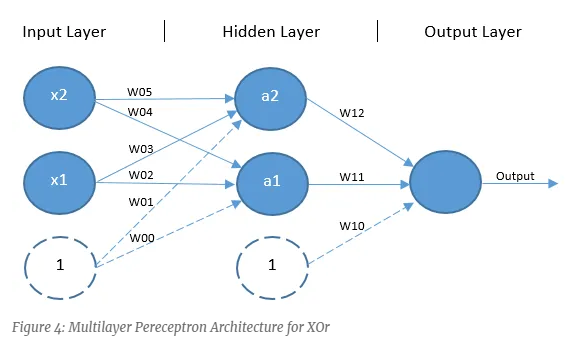 Input Layer | Hidden Layer | Output Layer
x2
W05
W04
a2
W12
W03
x1
W02
a1
W11
Output
W01
W00
W10
1
1
Figure 4: Multilayer Pereceptron Architecture for XOr